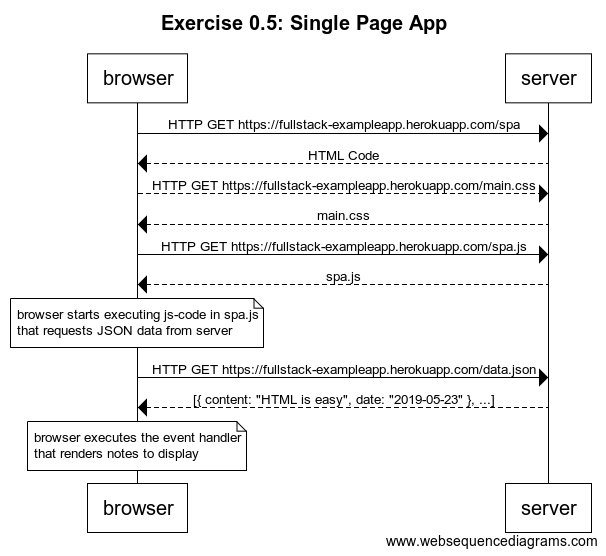 Exercise 0.5: Single Page App
browser
server
HTTP GET https://fullstack-exampleapp.herokuapp.com/spa
HTML Code
HTTP GET https://fullstack-exampleapp.herokuapp.com/main.css
main.css
HTTP GET https://fullstack-exampleapp.herokuapp.com/spa.js
spa.js
browser starts executing js-code in spa.js
that requests JSON data from server
HTTP GET https://fullstack-exampleapp.herokuapp.com/data.json
[{ content: "HTML is easy", date: "2019-05-23" }, ...]
browser executes the event handler
that renders notes to display
browser
server
www.websequencediagrams.com